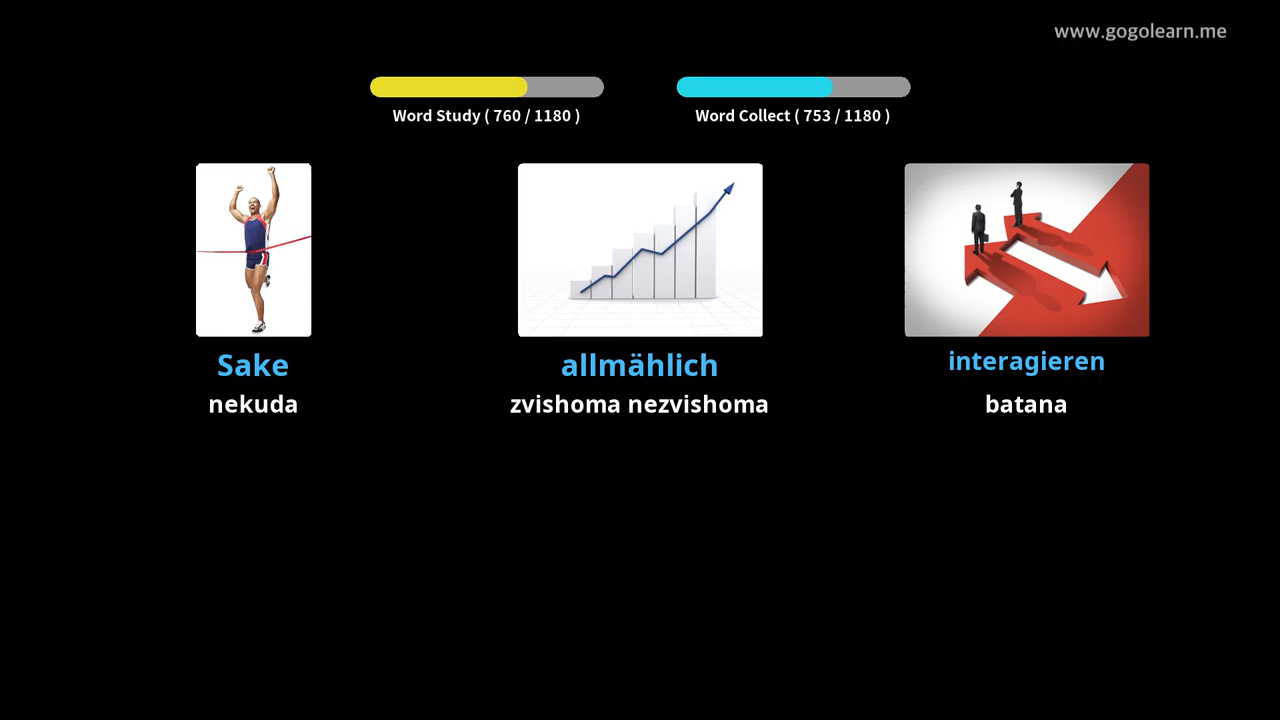 www.gogolearn.me
Word Study ( 760 / 1180 )
Word Collect ( 753 / 1180 )
Sake
nekuda
allmählich
zvishoma nezvishoma
interagieren
batana